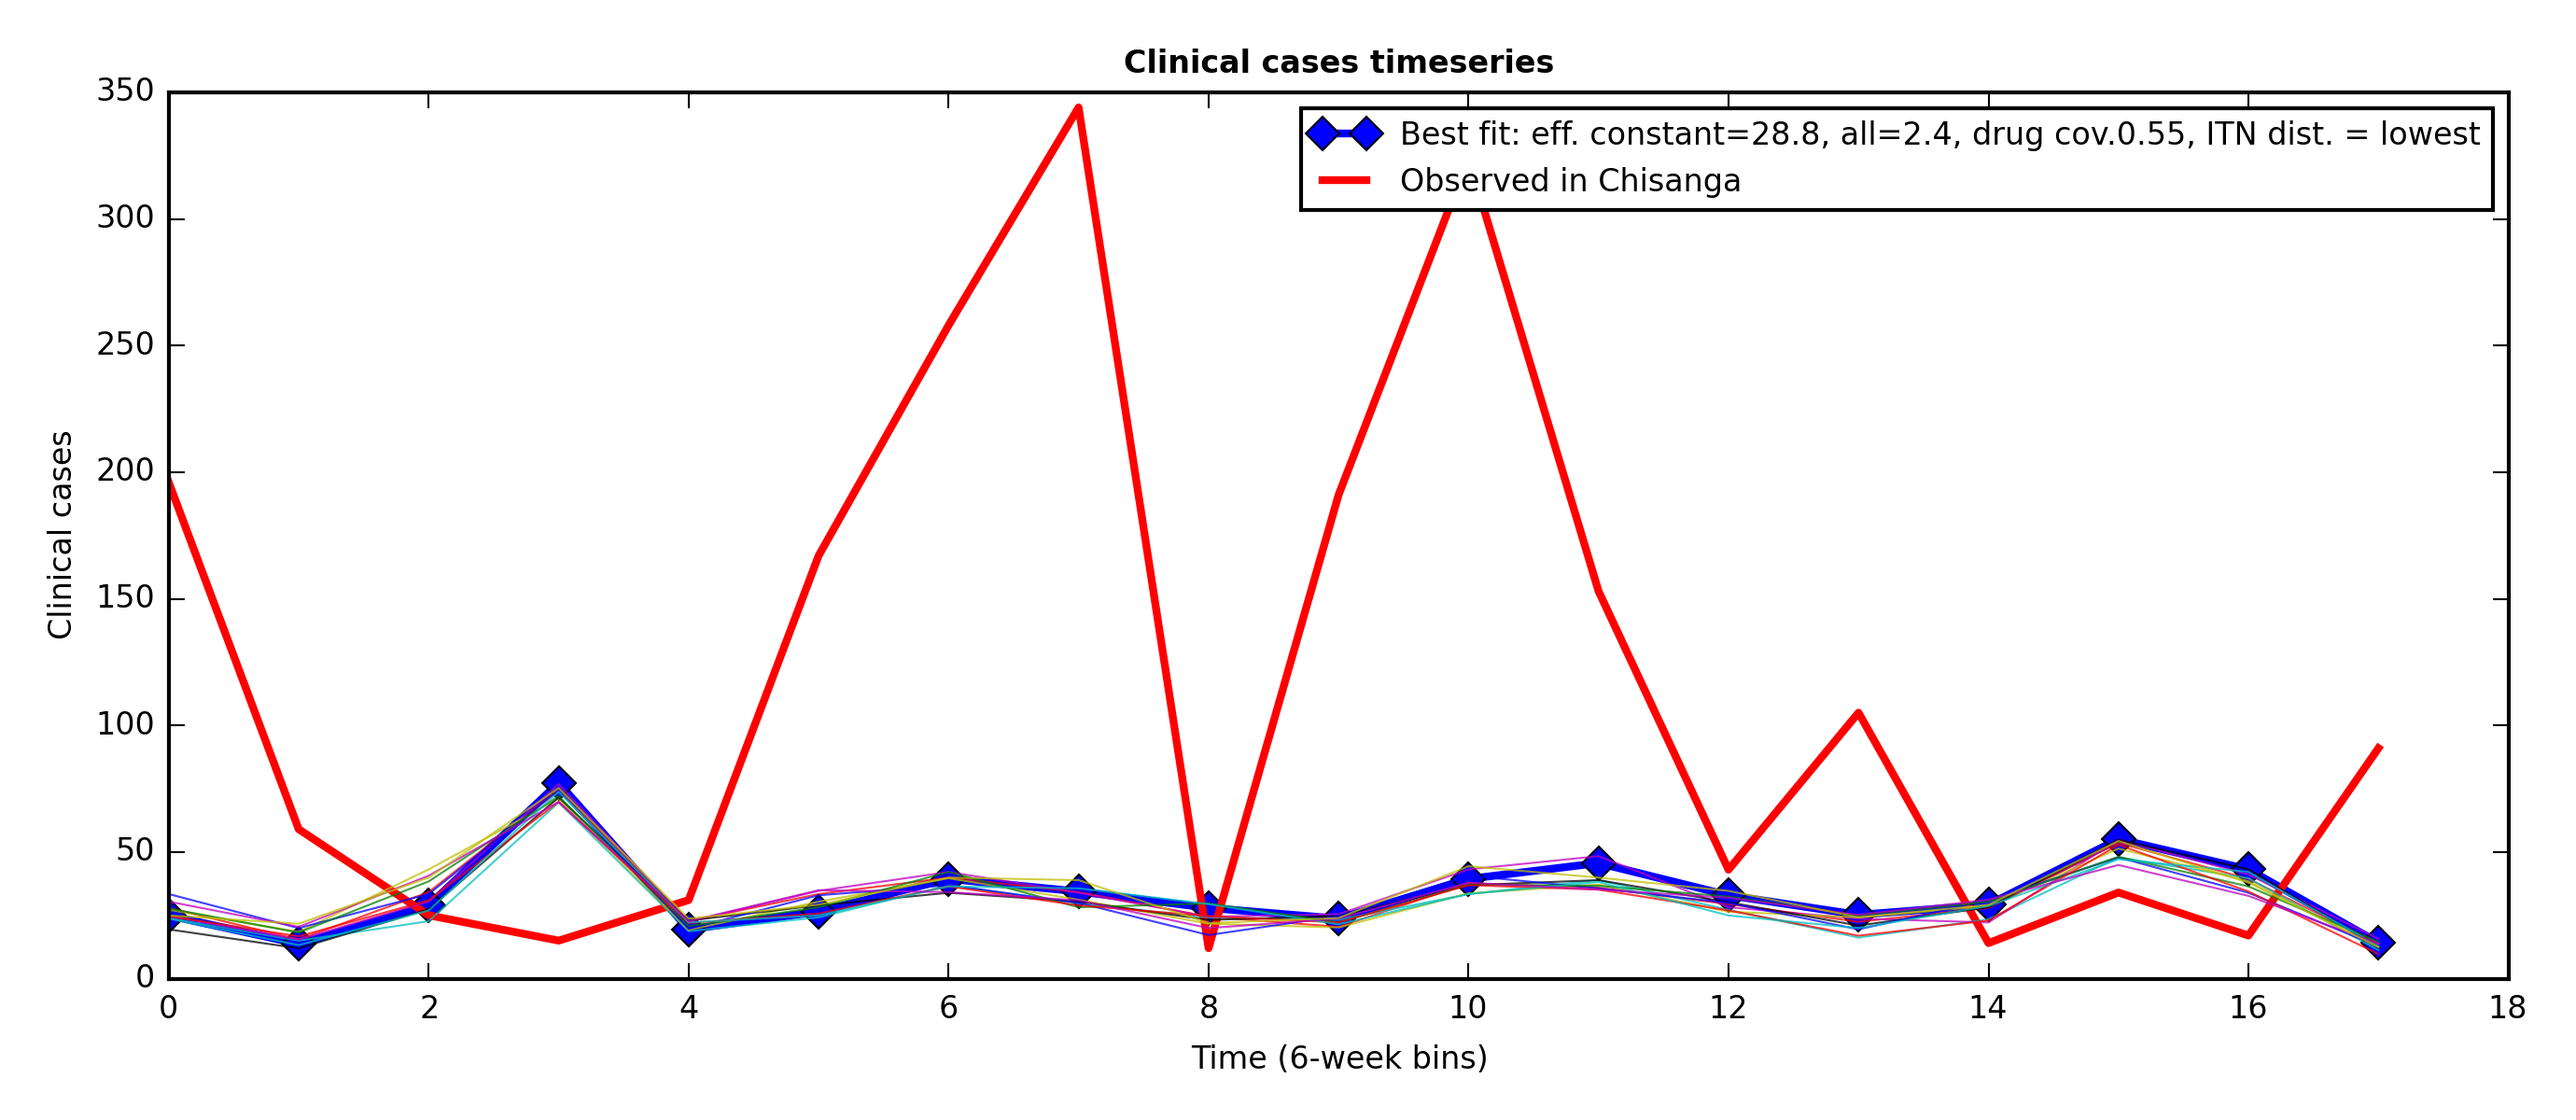 Clinical cases timeseries
350
300
250
200
150
100
50
0
Clinical cases
Best fit: eff. constant=28.8, all=2.4, drug cov.0.55, ITN dist. = lowest
Observed in Chisanga
0 2 4 6 8 10 12 14 16 18
Time (6-week bins)